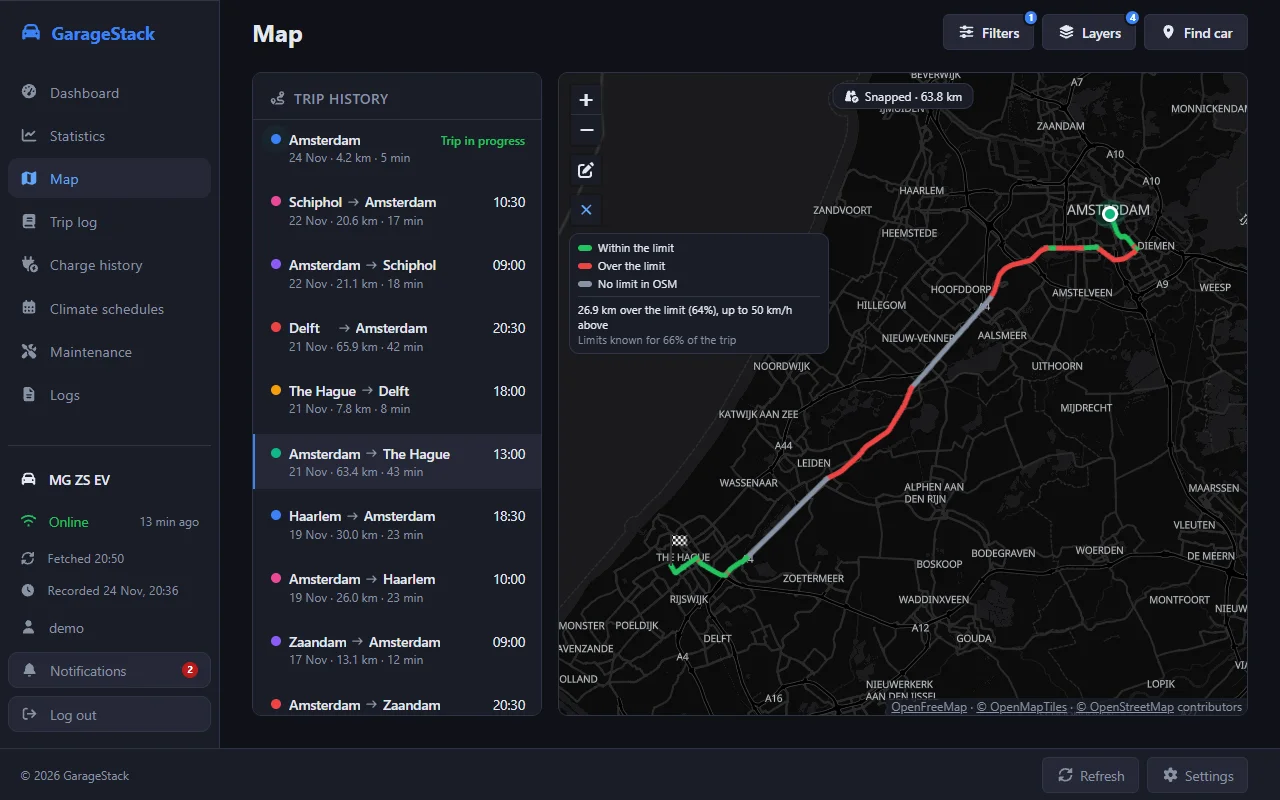 GarageStack
Dashboard
Statistics
Map
Trip log
Charge history
Climate schedules
Maintenance
Logs
MG ZS EV
Online 13 min ago
Fetched 20:50
Recorded 24 Nov, 20:36
demo
Notifications 2
Log out
Map
Filters 1
Layers 4
Find car
TRIP HISTORY
Amsterdam Trip in progress
24 Nov · 4.2 km · 5 min
Schiphol → Amsterdam 10:30
22 Nov · 20.6 km · 17 min
Amsterdam → Schiphol 09:00
22 Nov · 21.1 km · 18 min
Delft → Amsterdam 20:30
21 Nov · 65.9 km · 42 min
The Hague → Delft 18:00
21 Nov · 7.8 km · 8 min
Amsterdam → The Hague 13:00
21 Nov · 63.4 km · 43 min
Haarlem → Amsterdam 18:30
19 Nov · 30.0 km · 23 min
Amsterdam → Haarlem 10:00
19 Nov · 26.0 km · 23 min
Zaandam → Amsterdam 09:00
17 Nov · 13.1 km · 12 min
Amsterdam → Zaandam 20:30
+
−
Snapped · 63.8 km
Within the limit
Over the limit
No limit in OSM
26.9 km over the limit (64%), up to 50 km/h
above
Limits known for 66% of the trip
BEVERWIJK
A7
IJMUIDEN
MONNICKENDAM
ZAANDAM
A10
A10
HAARLEM
ZANDVOORT
AMSTERDAM
HEEMSTEDE
DIEMEN
HOOFDDORP
AMSTELVEEN
A9
WEESP
HILLEGOM
A4
NIEUW-VENNEP
AALSMEER
NOORDWIJK
UITHOORN
KATWIJK AAN ZEE
MIJDRECHT
A44
LEIDEN
WASSENAAR
ALPHEN AAN
DEN RIJN
MAARSSEN
VLEUTEN
THE HAGUE
A4
BODEGRAVEN
WOERDEN
DE MEERN
BOSKOOP
ZOETERMEER
RIJSWIJK
WADDINXVEEN
MONTFOORT
NIEUW
MONSTER
POELDIJK
A12
DELFT
GOUDA
AVENZANDE
A4
OLLAND
NIEUWERKERK
AAN DEN IJSSEL
LOPIK
A16
OpenFreeMap · © OpenMapTiles · © OpenStreetMap contributors
© 2026 GarageStack
Refresh
Settings